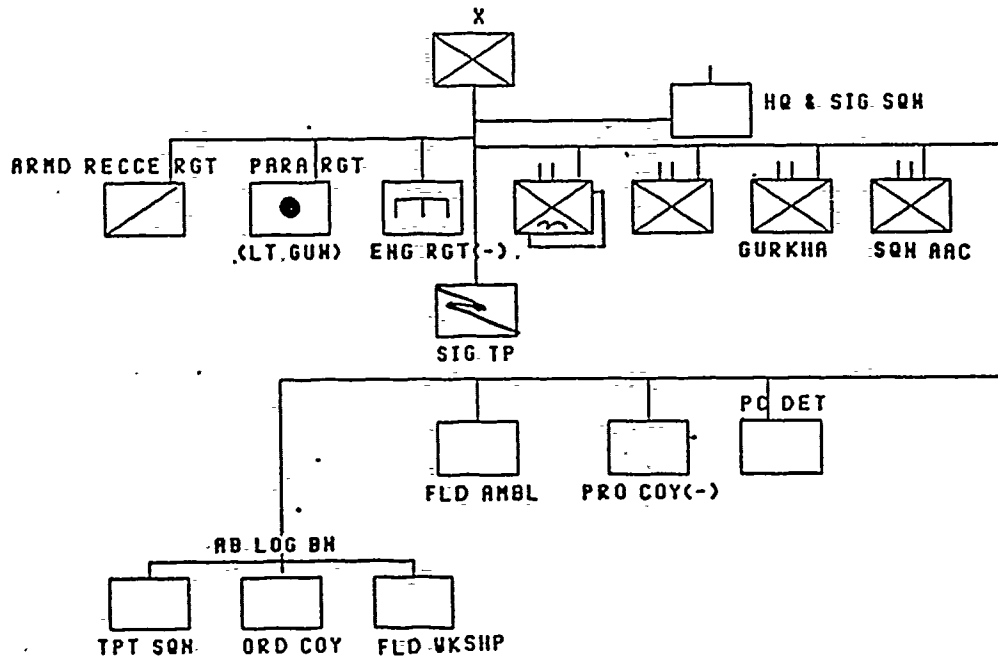 X
HQ & SIG SQN
ARMD RECCE RGT
PARA RGT
(LT GUN)
ENG RGT(-)
GURKHA
SQN AAC
SIG TP
PC DET
FLD AMBL
PRO COY(-)
AB LOG BN
TPT SQN
ORD COY
FLD WKSHP